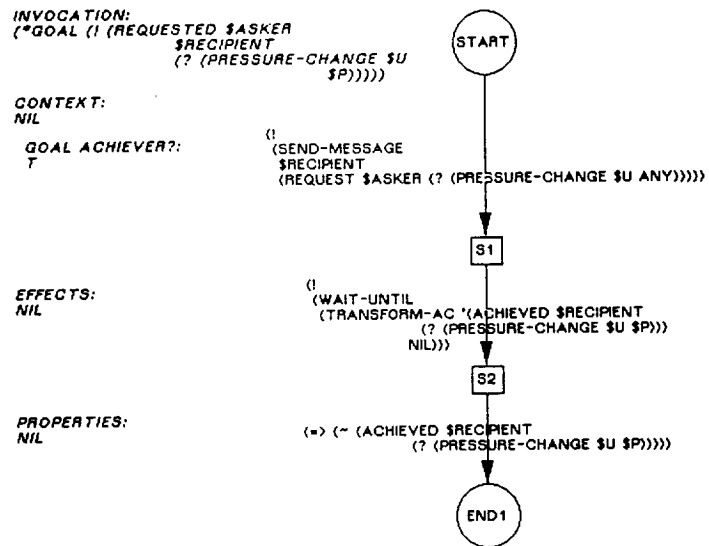 INVOCATION:
(*GOAL (! (REQUESTED $ASKER
$RECIPIENT
(? (PRESSURE-CHANGE $U
$P)))))
START
CONTEXT:
NIL
GOAL ACHIEVER?:
T
(!
(SEND-MESSAGE
$RECIPIENT
(REQUEST $ASKER (? (PRESSURE-CHANGE $U ANY)))))
S1
EFFECTS:
NIL
(!
(WAIT-UNTIL
(TRANSFORM-AC '(ACHIEVED $RECIPIENT
(? (PRESSURE-CHANGE $U $P)))
NIL)))
S2
PROPERTIES:
NIL
(=> (~ (ACHIEVED $RECIPIENT
(? (PRESSURE-CHANGE $U $P)))))
END1